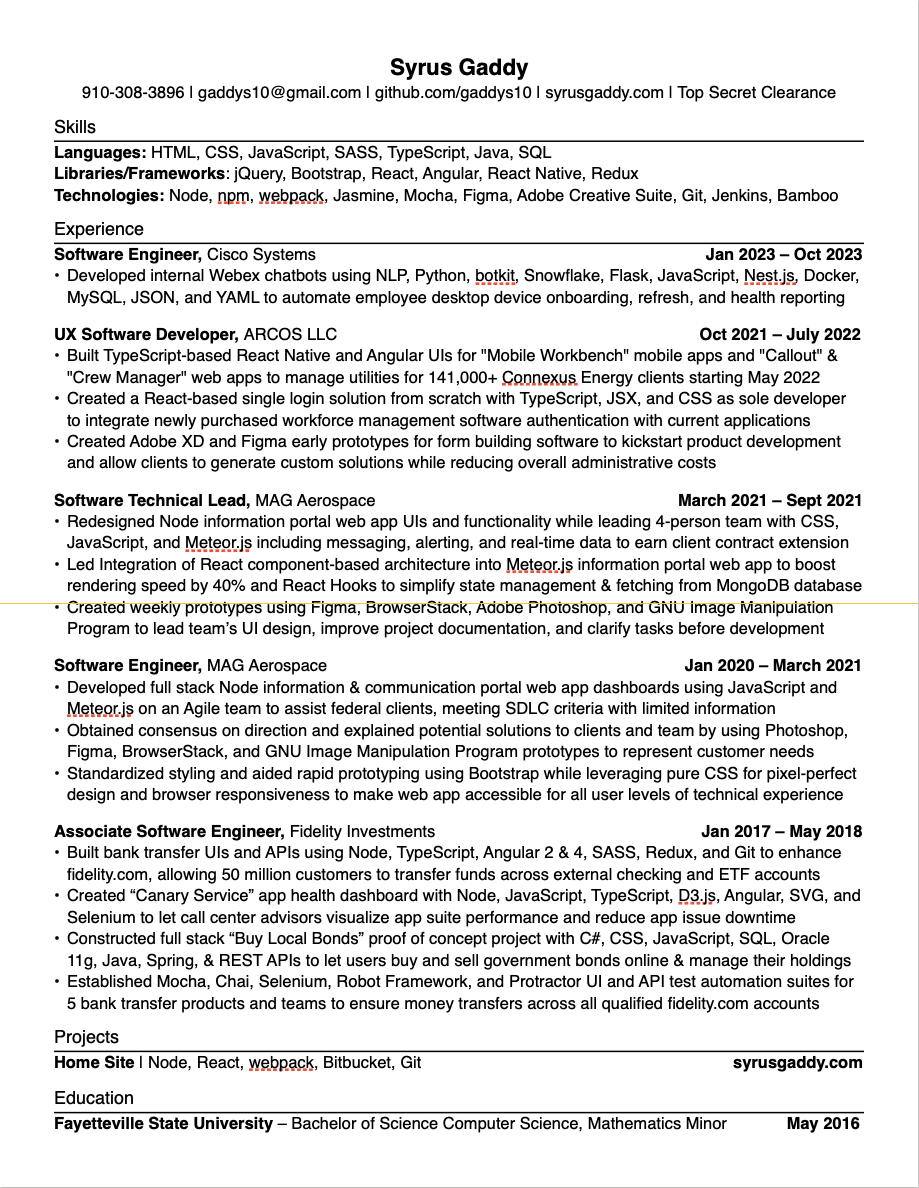 Syrus Gaddy
910-308-3896 | gaddys10@gmail.com | github.com/gaddys10 | syrusgaddy.com | Top Secret Clearance
Skills
Languages: HTML, CSS, JavaScript, SASS, TypeScript, Java, SQL
Libraries/Frameworks: jQuery, Bootstrap, React, Angular, React Native, Redux
Technologies: Node, npm, webpack, Jasmine, Mocha, Figma, Adobe Creative Suite, Git, Jenkins, Bamboo
Experience
Software Engineer, Cisco Systems Jan 2023 – Oct 2023
• Developed internal Webex chatbots using NLP, Python, botkit, Snowflake, Flask, JavaScript, Nest.js, Docker,
MySQL, JSON, and YAML to automate employee desktop device onboarding, refresh, and health reporting
UX Software Developer, ARCOS LLC Oct 2021 – July 2022
• Built TypeScript-based React Native and Angular UIs for "Mobile Workbench" mobile apps and "Callout" &
"Crew Manager" web apps to manage utilities for 141,000+ Connexus Energy clients starting May 2022
• Created a React-based single login solution from scratch with TypeScript, JSX, and CSS as sole developer
to integrate newly purchased workforce management software authentication with current applications
• Created Adobe XD and Figma early prototypes for form building software to kickstart product development
and allow clients to generate custom solutions while reducing overall administrative costs
Software Technical Lead, MAG Aerospace March 2021 – Sept 2021
• Redesigned Node information portal web app UIs and functionality while leading 4-person team with CSS,
JavaScript, and Meteor.js including messaging, alerting, and real-time data to earn client contract extension
• Led Integration of React component-based architecture into Meteor.js information portal web app to boost
rendering speed by 40% and React Hooks to simplify state management & fetching from MongoDB database
• Created weekly prototypes using Figma, BrowserStack, Adobe Photoshop, and GNU Image Manipulation
Program to lead team’s UI design, improve project documentation, and clarify tasks before development
Software Engineer, MAG Aerospace Jan 2020 – March 2021
• Developed full stack Node information & communication portal web app dashboards using JavaScript and
Meteor.js on an Agile team to assist federal clients, meeting SDLC criteria with limited information
• Obtained consensus on direction and explained potential solutions to clients and team by using Photoshop,
Figma, BrowserStack, and GNU Image Manipulation Program prototypes to represent customer needs
• Standardized styling and aided rapid prototyping using Bootstrap while leveraging pure CSS for pixel-perfect
design and browser responsiveness to make web app accessible for all user levels of technical experience
Associate Software Engineer, Fidelity Investments Jan 2017 – May 2018
• Built bank transfer UIs and APIs using Node, TypeScript, Angular 2 & 4, SASS, Redux, and Git to enhance
fidelity.com, allowing 50 million customers to transfer funds across external checking and ETF accounts
• Created “Canary Service” app health dashboard with Node, JavaScript, TypeScript, D3.js, Angular, SVG, and
Selenium to let call center advisors visualize app suite performance and reduce app issue downtime
• Constructed full stack “Buy Local Bonds” proof of concept project with C#, CSS, JavaScript, SQL, Oracle
11g, Java, Spring, & REST APIs to let users buy and sell government bonds online & manage their holdings
• Established Mocha, Chai, Selenium, Robot Framework, and Protractor UI and API test automation suites for
5 bank transfer products and teams to ensure money transfers across all qualified fidelity.com accounts
Projects
Home Site | Node, React, webpack, Bitbucket, Git syrusgaddy.com
Education
Fayetteville State University – Bachelor of Science Computer Science, Mathematics Minor May 2016